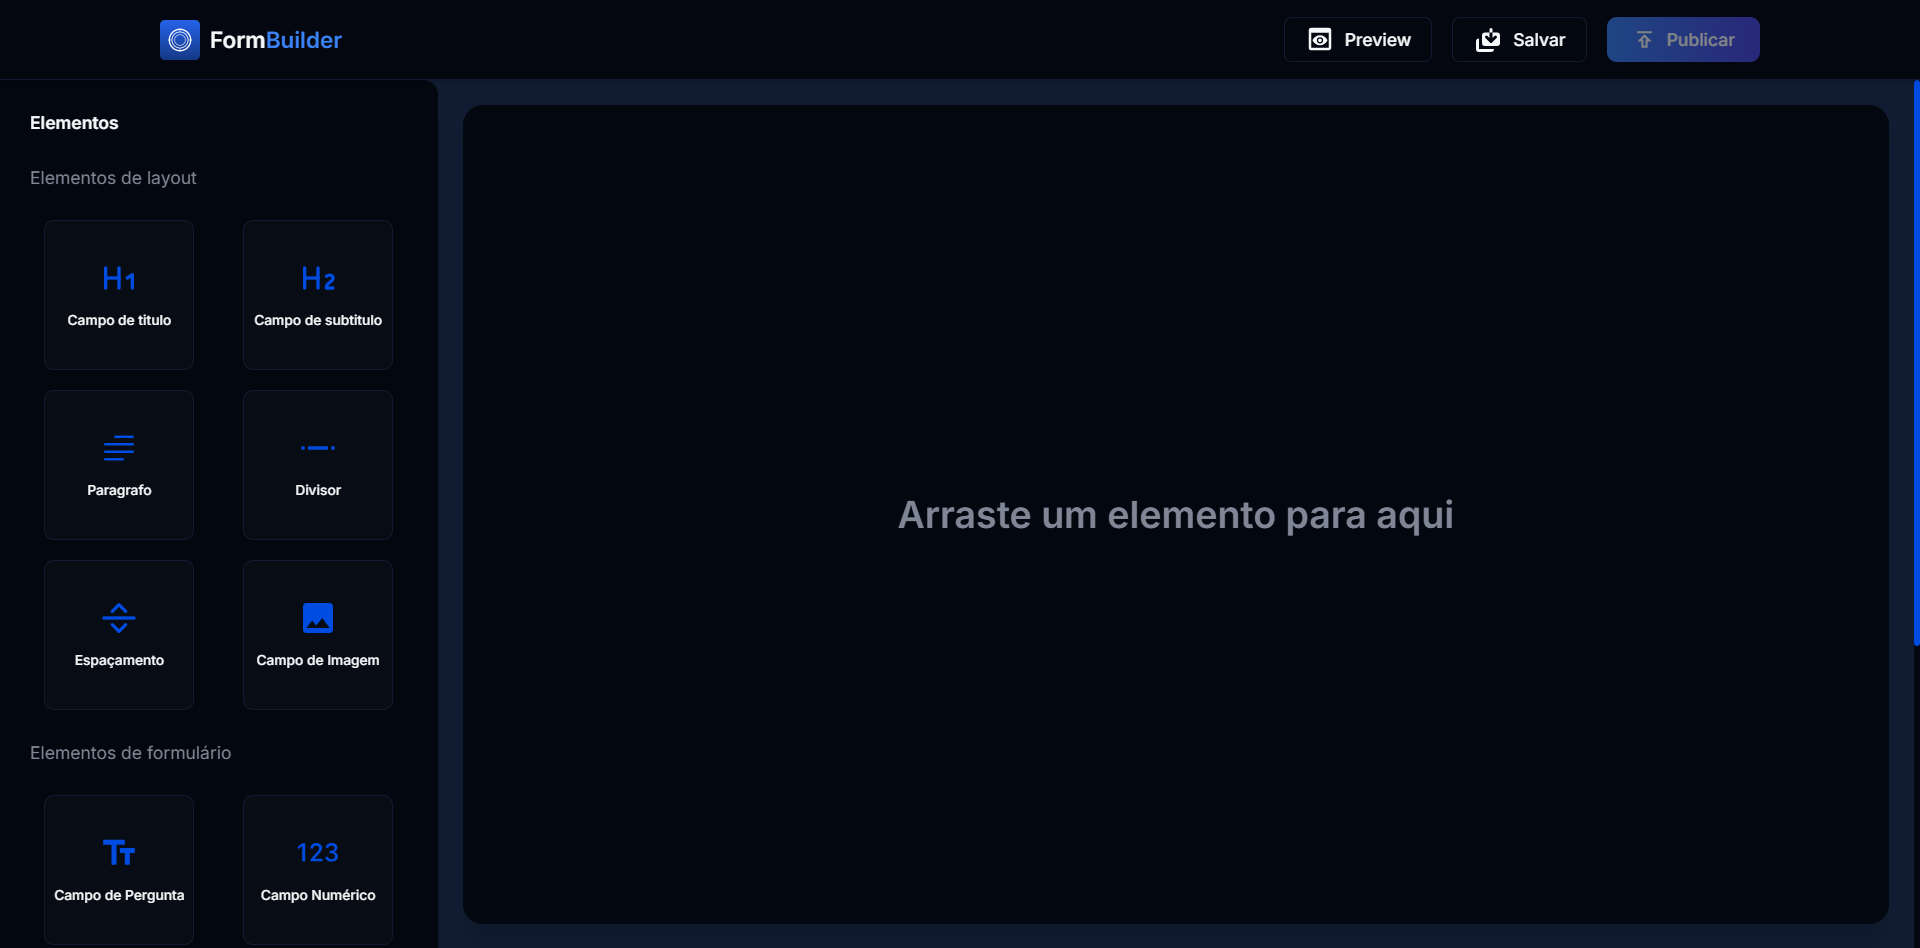 FormBuilder
Preview
Salvar
Publicar
Elementos
Elementos de layout
H1
Campo de titulo
H2
Campo de subtitulo
Paragrafo
Divisor
Espaçamento
Campo de Imagem
Elementos de formulário
Tт
Campo de Pergunta
123
Campo Numérico
Arraste um elemento para aqui